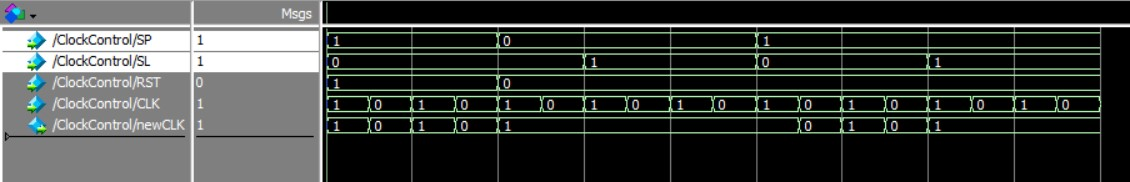 Msgs
/ClockControl/SP 1 1 0 1
/ClockControl/SL 1 0 1 0 1
/ClockControl/RST 0 1 0
/ClockControl/CLK 1 1 0 1 0 1 0 1 0 1 0 1 0 1 0 1 0 1 0
/ClockControl/newCLK 1 1 0 1 0 1 0 1 0 1